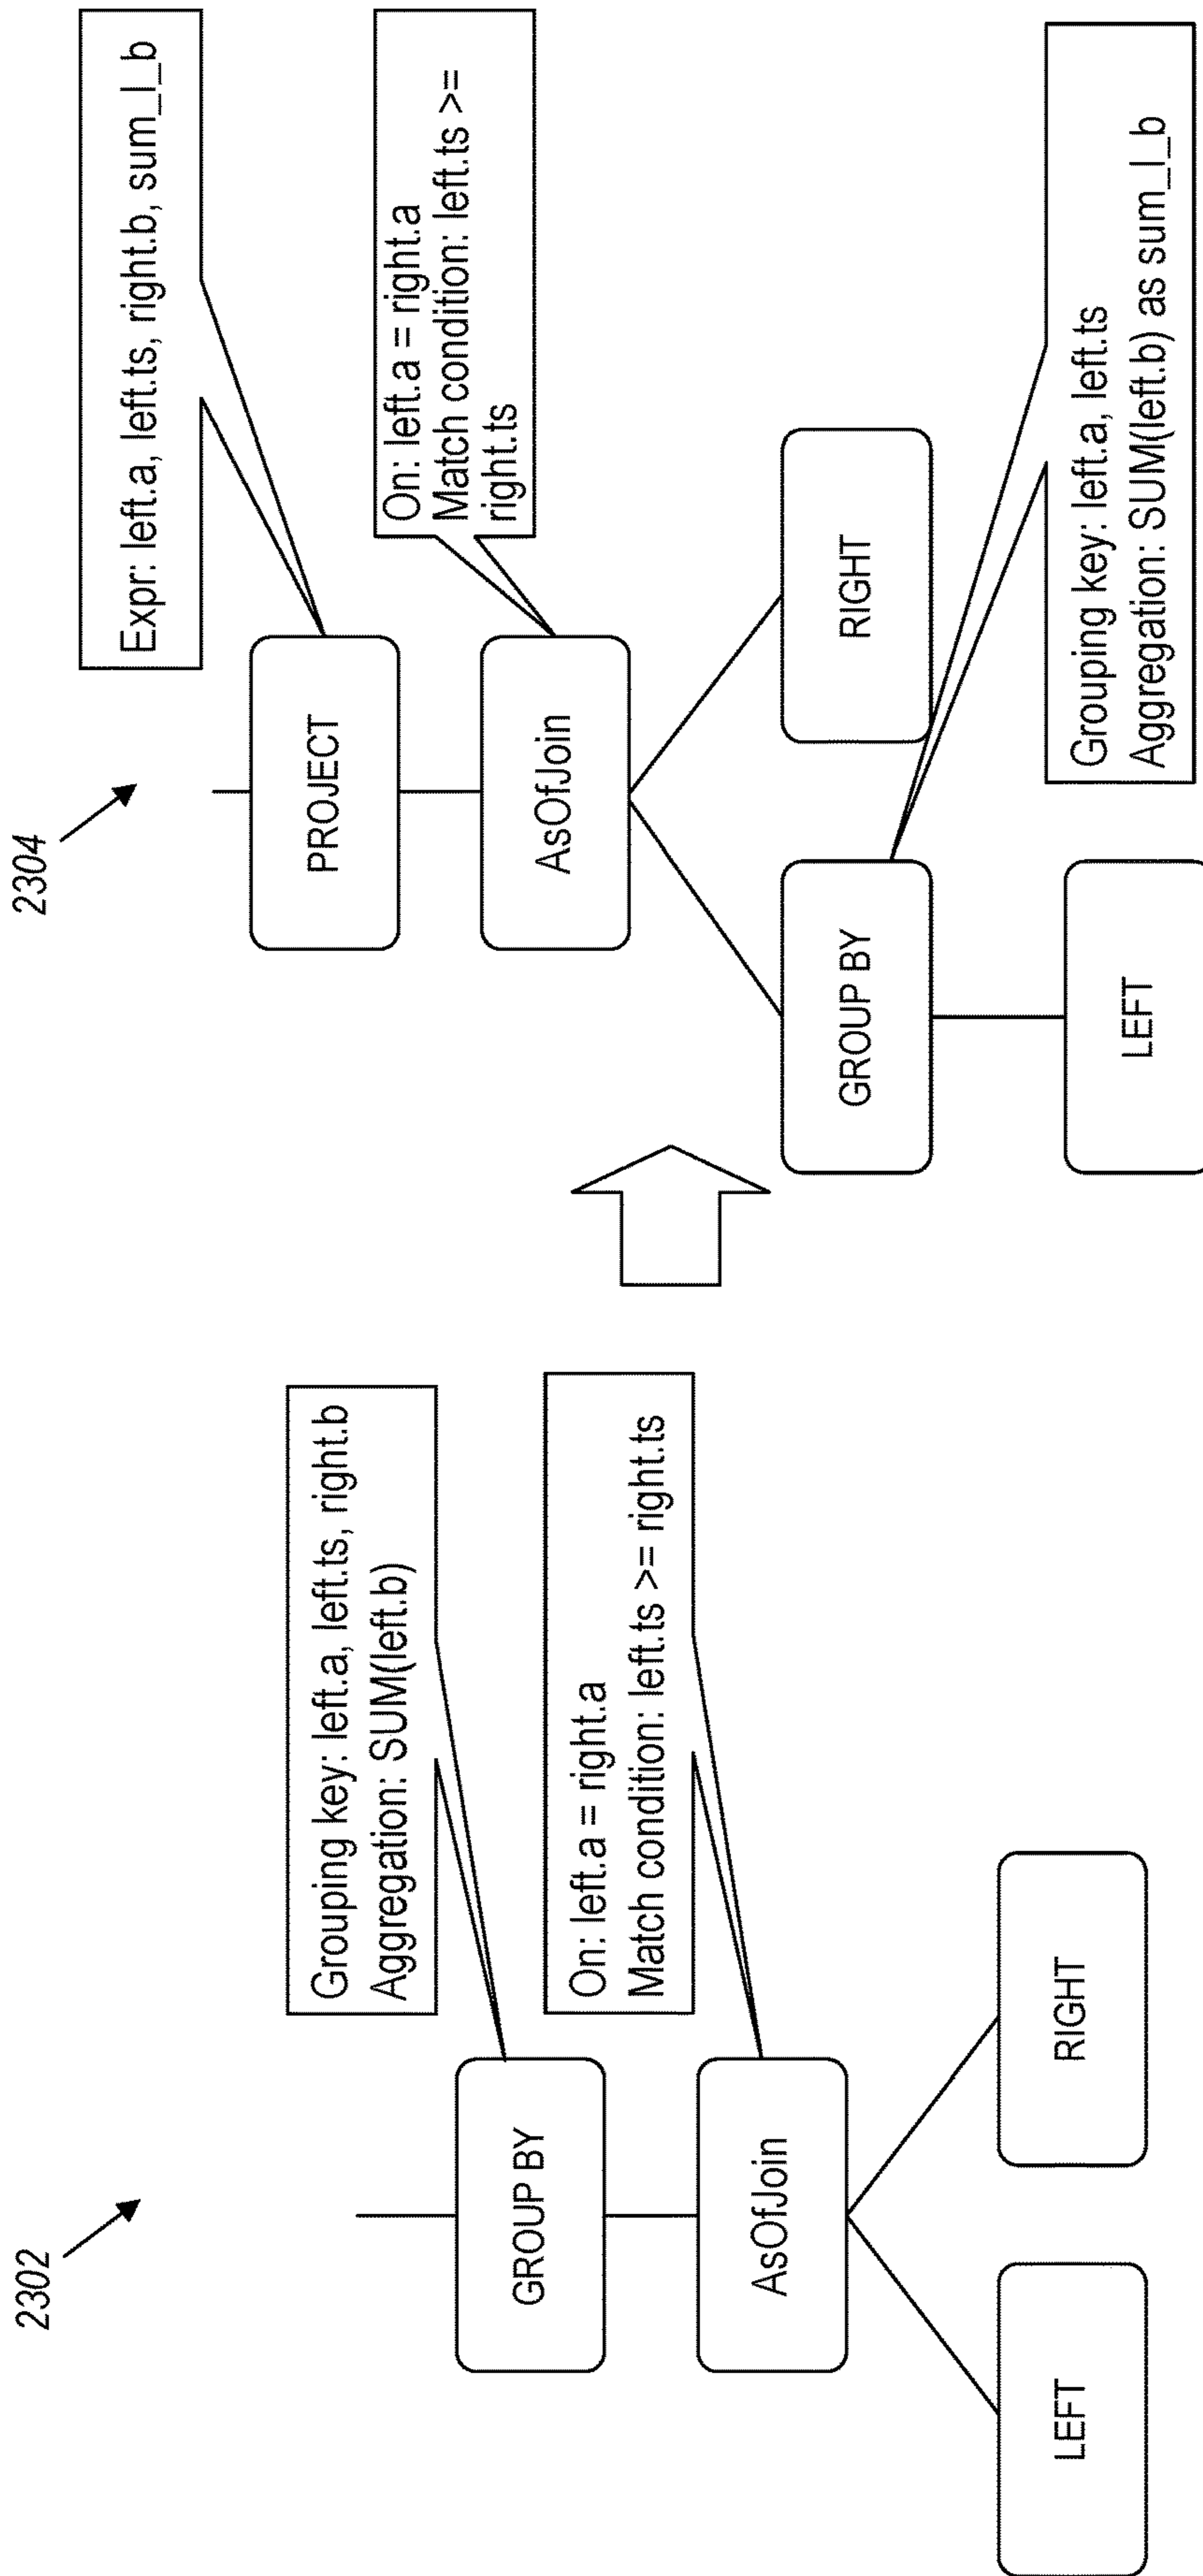 2302
GROUP BY
Grouping key: left.a, left.ts, right.b
Aggregation: SUM(left.b)
AsOfJoin
On: left.a = right.a
Match condition: left.ts >= right.ts
LEFT
RIGHT
2304
PROJECT
Expr: left.a, left.ts, right.b, sum_l_b
AsOfJoin
On: left.a = right.a
Match condition: left.ts >=
right.ts
GROUP BY
RIGHT
Grouping key: left.a, left.ts
Aggregation: SUM(left.b) as sum_l_b
LEFT